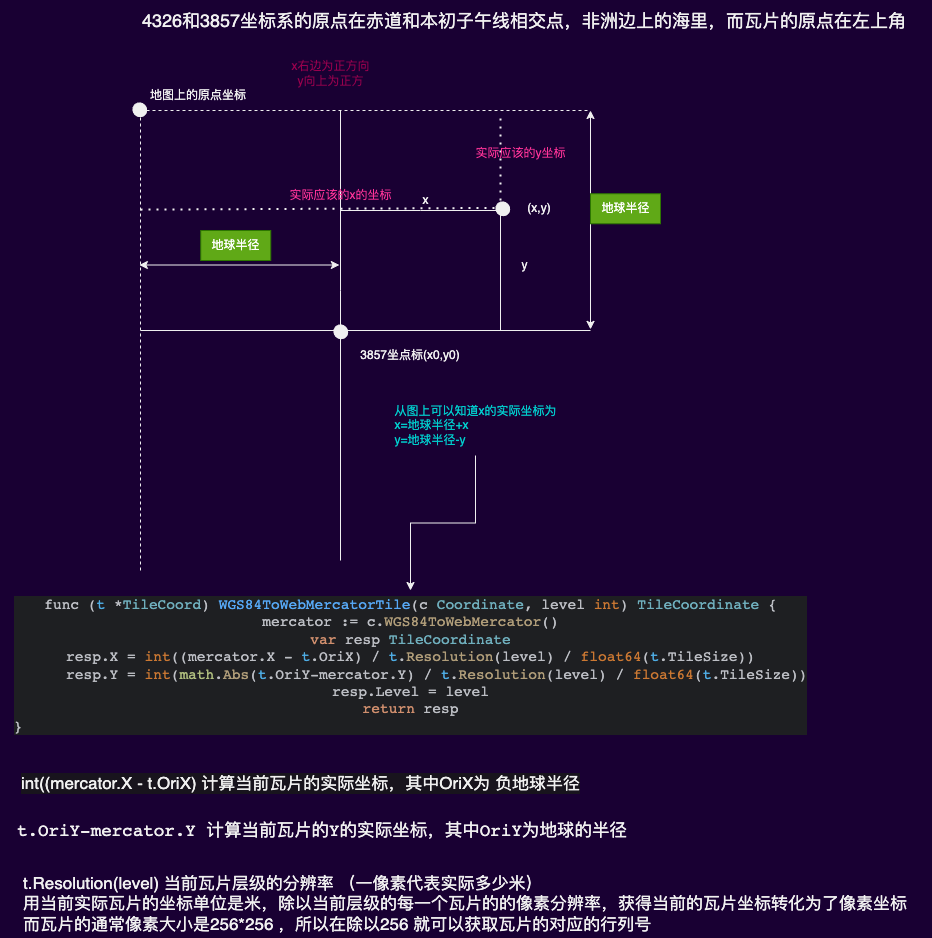 4326和3857坐标系的原点在赤道和本初子午线相交点，非洲边上的海里，而瓦片的原点在左上角
x右边为正方向
y向上为正方
地图上的原点坐标
实际应该的y坐标
实际应该的x的坐标
x
(x,y)
地球半径
地球半径
y
3857坐点标(x0,y0)
从图上可以知道x的实际坐标为
x=地球半径+x
y=地球半径-y
func (t *TileCoord) WGS84ToWebMercatorTile(c Coordinate, level int) TileCoordinate {
mercator := c.WGS84ToWebMercator()
var resp TileCoordinate
resp.X = int((mercator.X - t.OriX) / t.Resolution(level) / float64(t.TileSize))
resp.Y = int(math.Abs(t.OriY-mercator.Y) / t.Resolution(level) / float64(t.TileSize))
resp.Level = level
return resp
}
int((mercator.X - t.OriX) 计算当前瓦片的实际坐标，其中OriX为 负地球半径
t.OriY-mercator.Y 计算当前瓦片的Y的实际坐标，其中OriY为地球的半径
t.Resolution(level) 当前瓦片层级的分辨率 （一像素代表实际多少米）
用当前实际瓦片的坐标单位是米，除以当前层级的每一个瓦片的的像素分辨率，获得当前的瓦片坐标转化为了像素坐标
而瓦片的通常像素大小是256*256 ，所以在除以256 就可以获取瓦片的对应的行列号